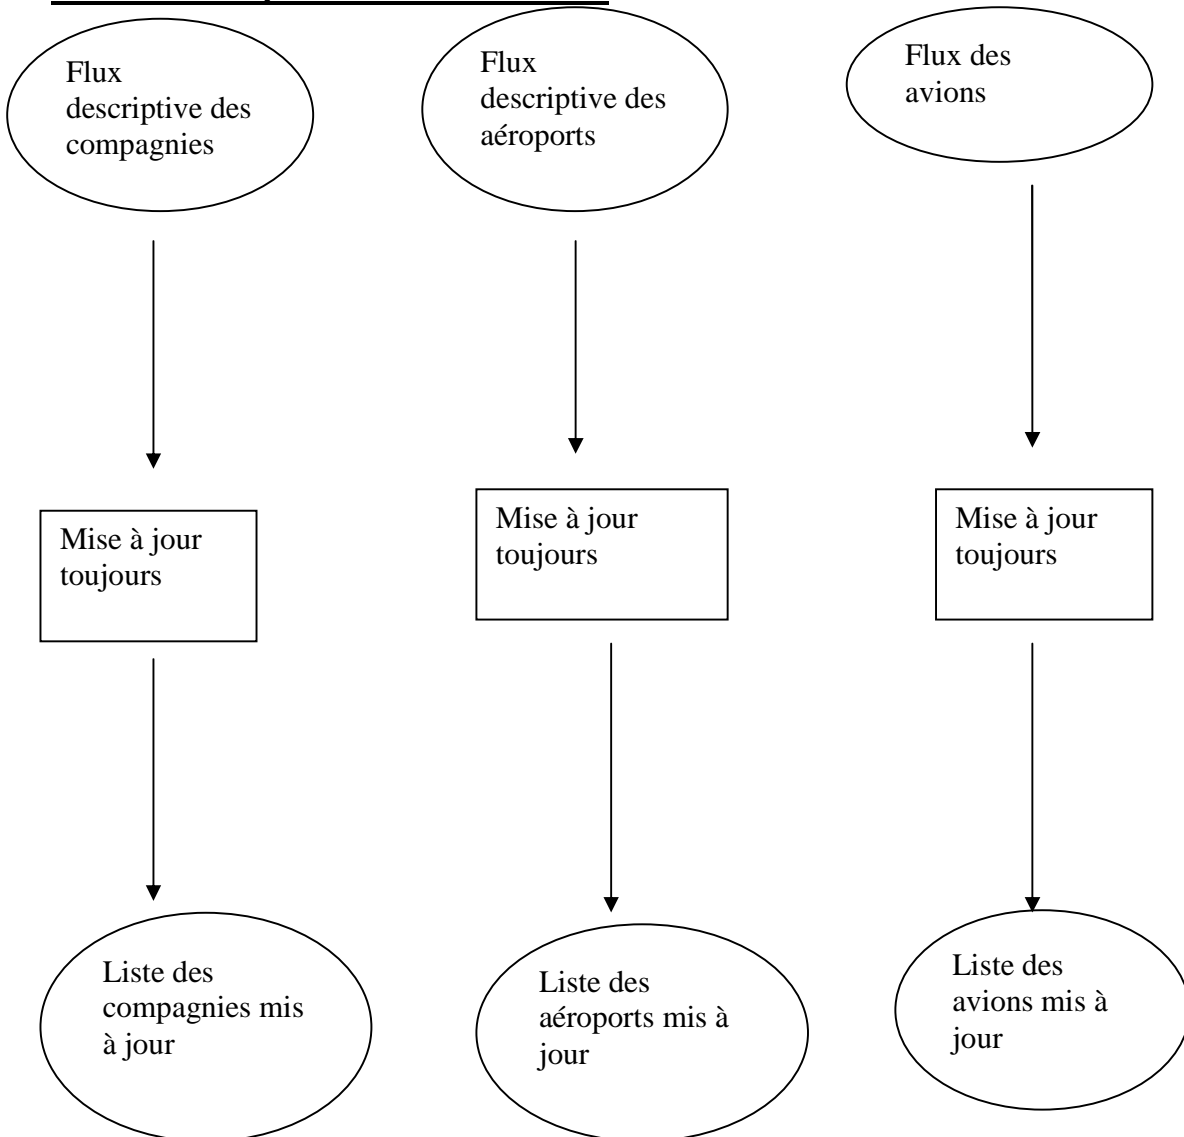 Flux
descriptive des
compagnies
Flux
descriptive des
aéroports
Flux des
avions
Mise à jour
toujours
Mise à jour
toujours
Mise à jour
toujours
Liste des
compagnies mis
à jour
Liste des
aéroports mis à
jour
Liste des
avions mis à
jour